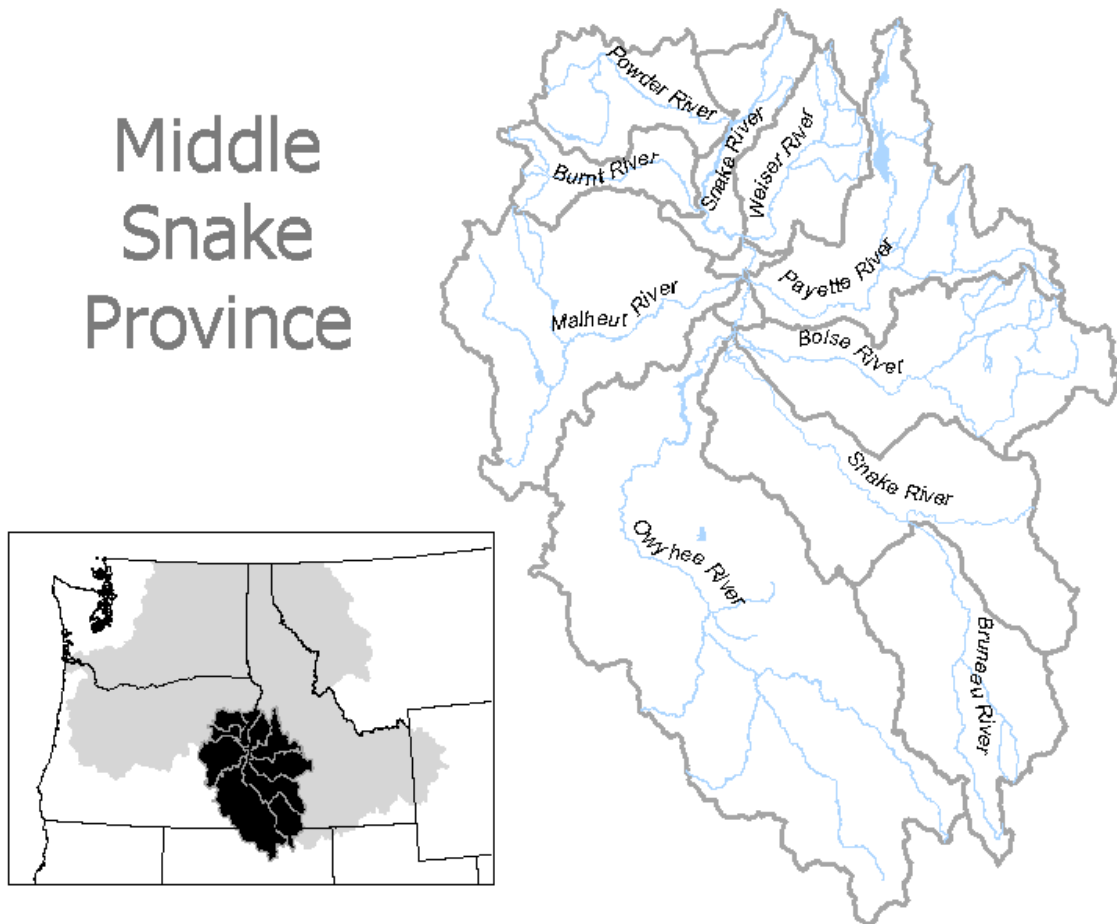 Middle
Snake
Province
Powder River
Burnt River
Snake River
Weiser River
Malheur River
Payette River
Boise River
Snake River
Owyhee River
Bruneau River